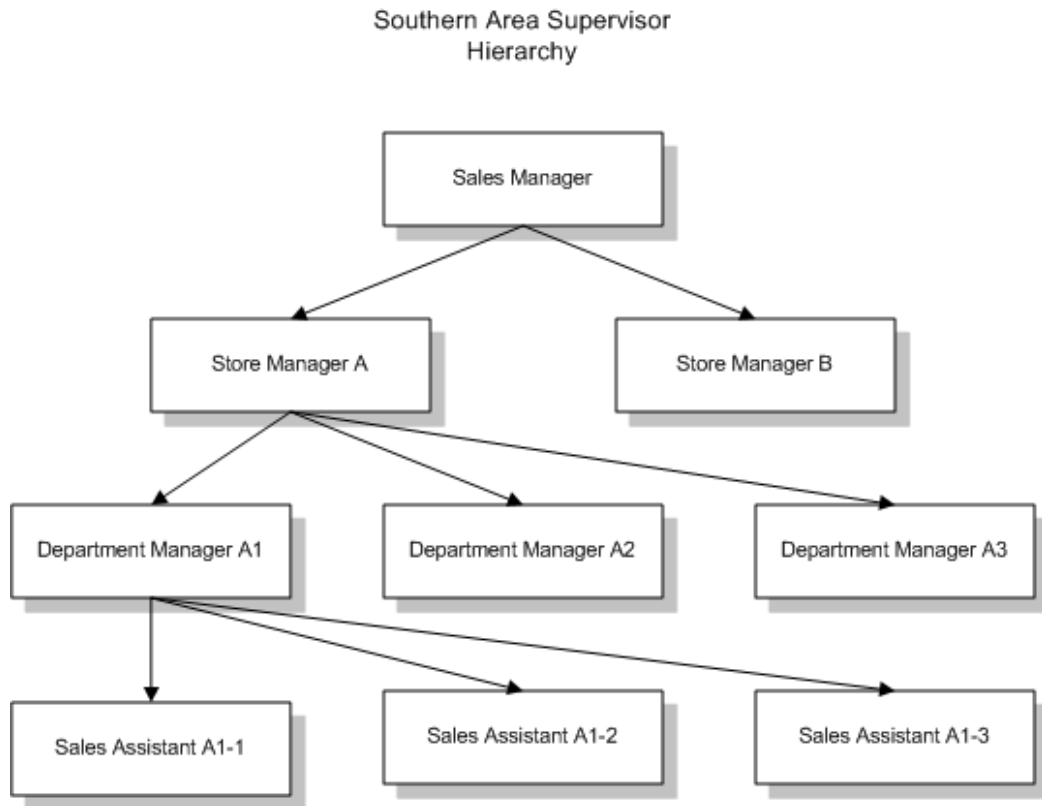 Southern Area Supervisor
Hierarchy
Sales Manager
Store Manager A
Store Manager B
Department Manager A1
Department Manager A2
Department Manager A3
Sales Assistant A1-1
Sales Assistant A1-2
Sales Assistant A1-3